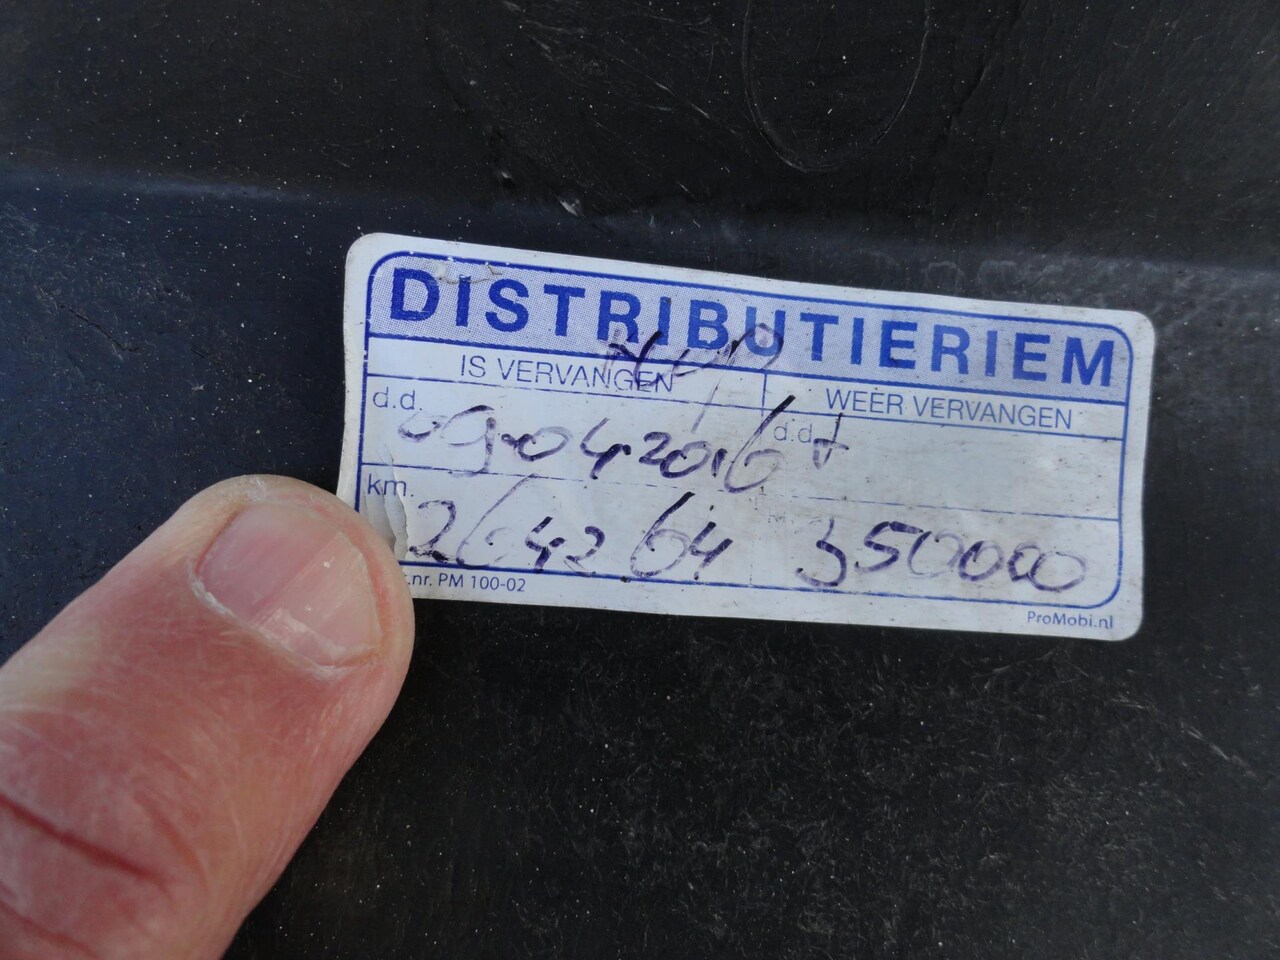 DISTRIBUTIERIEM
IS VERVANGEN WEER VERVANGEN
d.d. 09-04-2016 d.d. +
km. 264264 350000
.nr. PM 100-02
ProMobi.nl